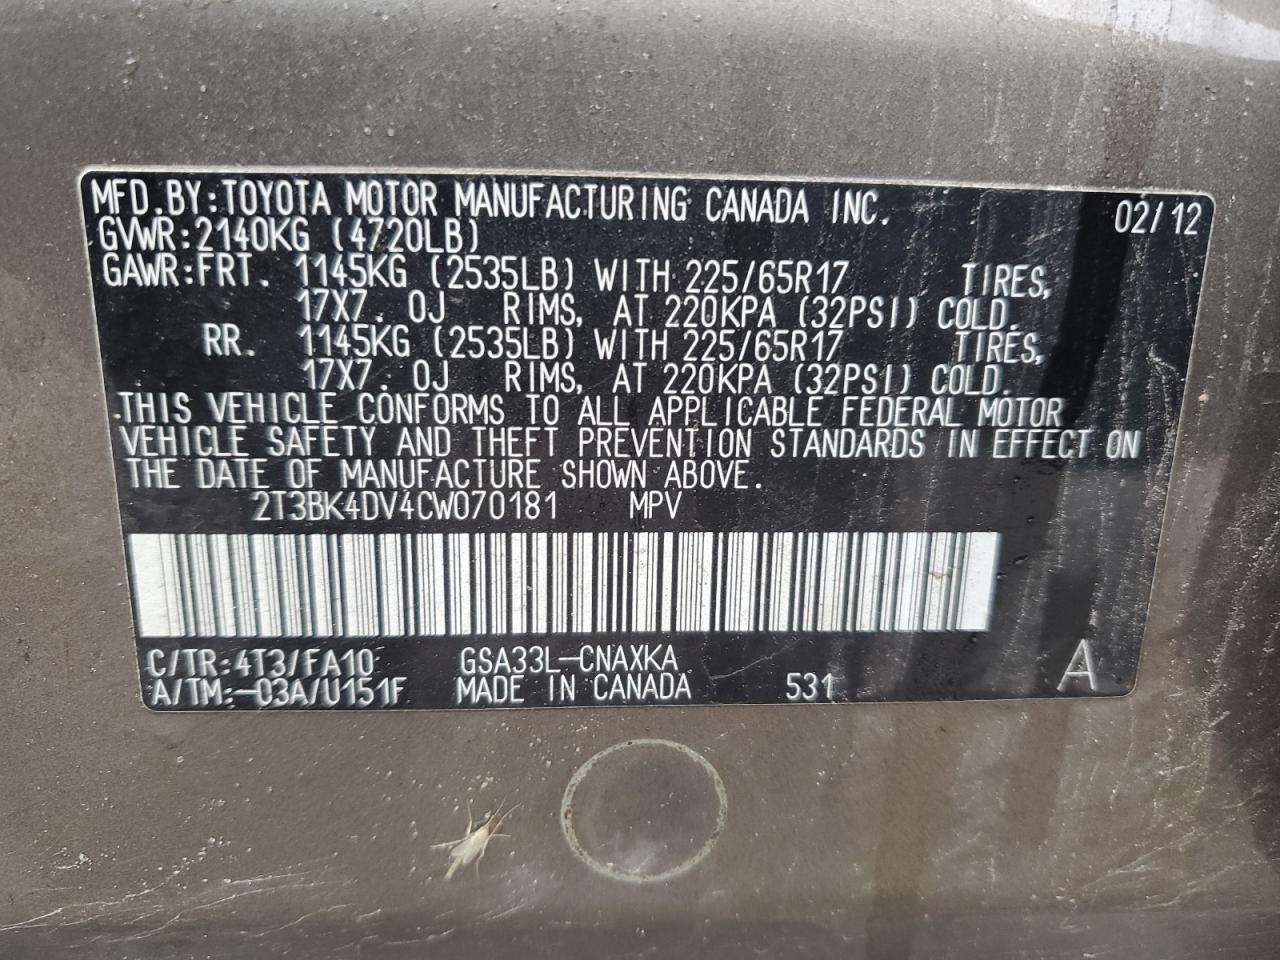 MFD.BY:TOYOTA MOTOR MANUFACTURING CANADA INC. 02/12
GVWR:2140KG (4720LB)
GAWR:FRT. 1145KG (2535LB) WITH 225/65R17 TIRES,
17X7.0J RIMS, AT 220KPA (32PSI) COLD.
RR. 1145KG (2535LB) WITH 225/65R17 TIRES,
17X7.0J RIMS, AT 220KPA (32PSI) COLD.
THIS VEHICLE CONFORMS TO ALL APPLICABLE FEDERAL MOTOR
VEHICLE SAFETY AND THEFT PREVENTION STANDARDS IN EFFECT ON
THE DATE OF MANUFACTURE SHOWN ABOVE.
2T3BK4DV4CW070181 MPV
C/TR:4T3/FA10 GSA33L-CNAXKA A
A/TM:-03A/U151F MADE IN CANADA 531